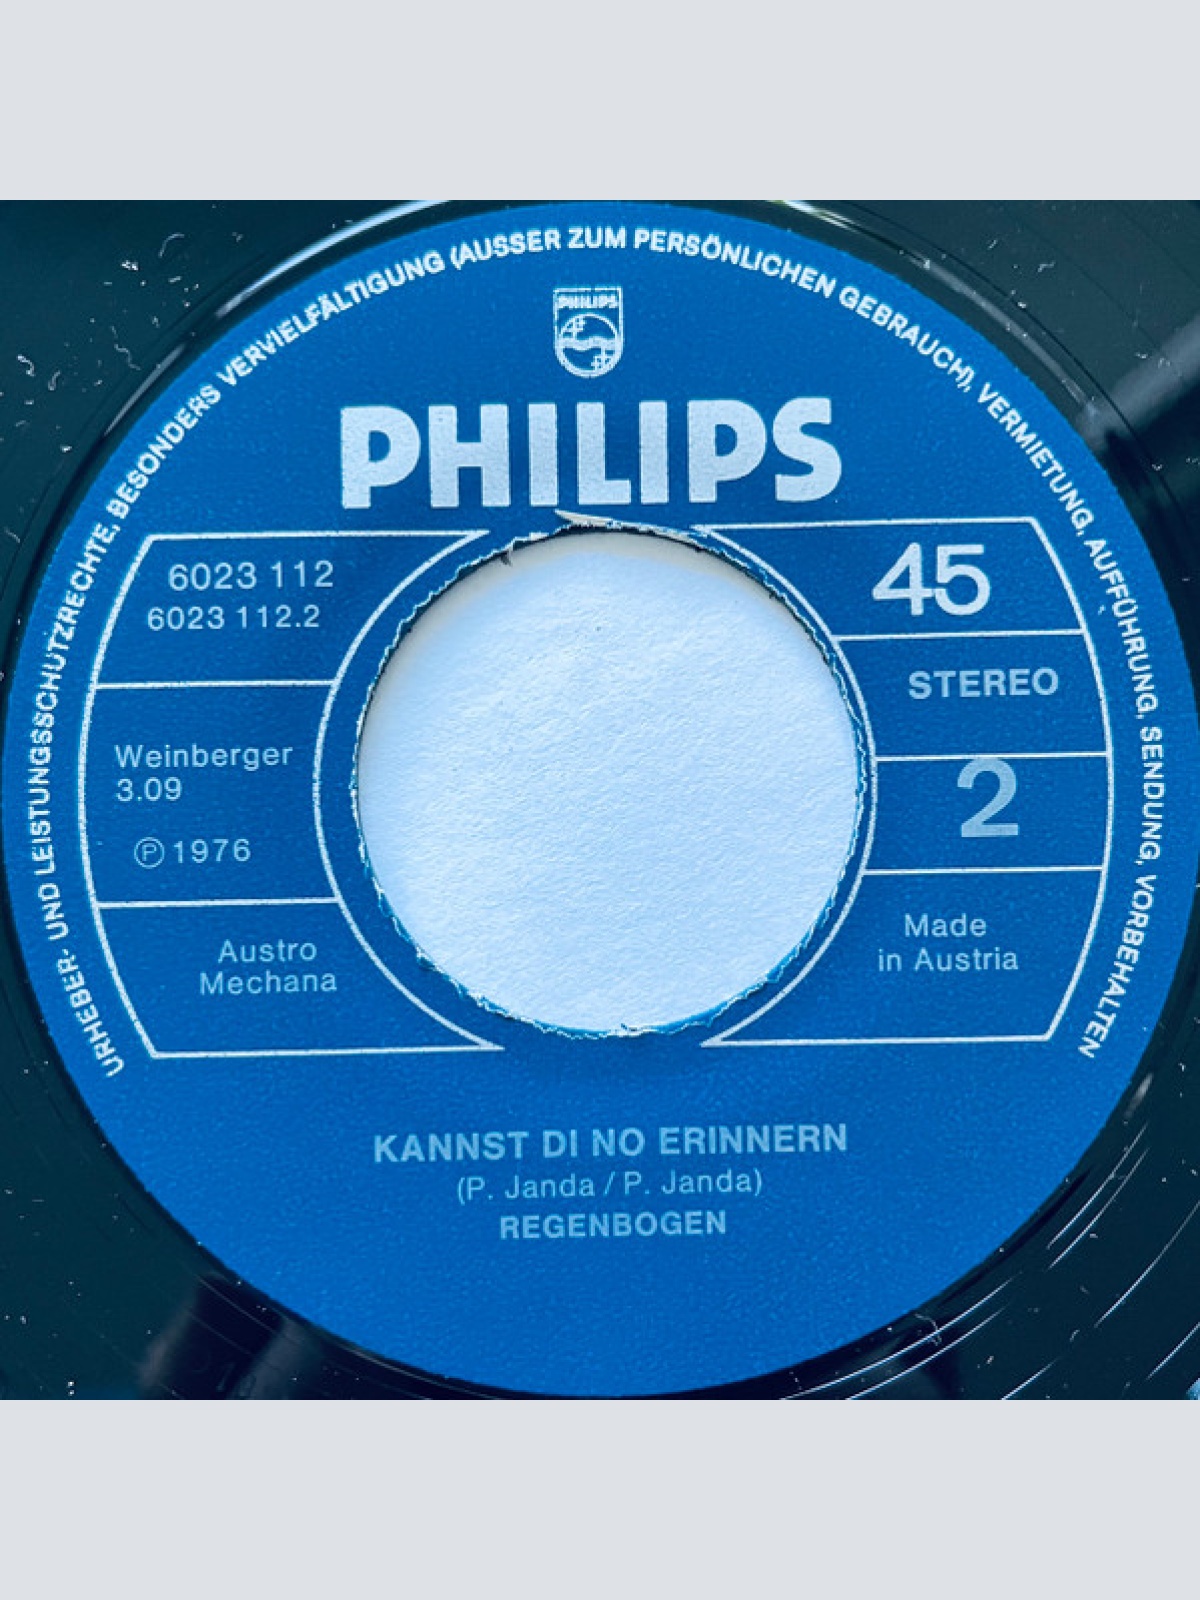 URHEBER- UND LEISTUNGSSCHUTZRECHTE, BESONDERS VERVIELFÄLTIGUNG (AUSSER ZUM PERSÖNLICHEN GEBRAUCH), VERMIETUNG, AUFFÜHRUNG, SENDUNG, VORBEHALTEN
PHILIPS
PHILIPS
6023 112
6023 112.2
Weinberger
3.09
Ⓟ 1976
Austro
Mechana
45
STEREO
2
Made
in Austria
KANNST DI NO ERINNERN
(P. Janda / P. Janda)
REGENBOGEN